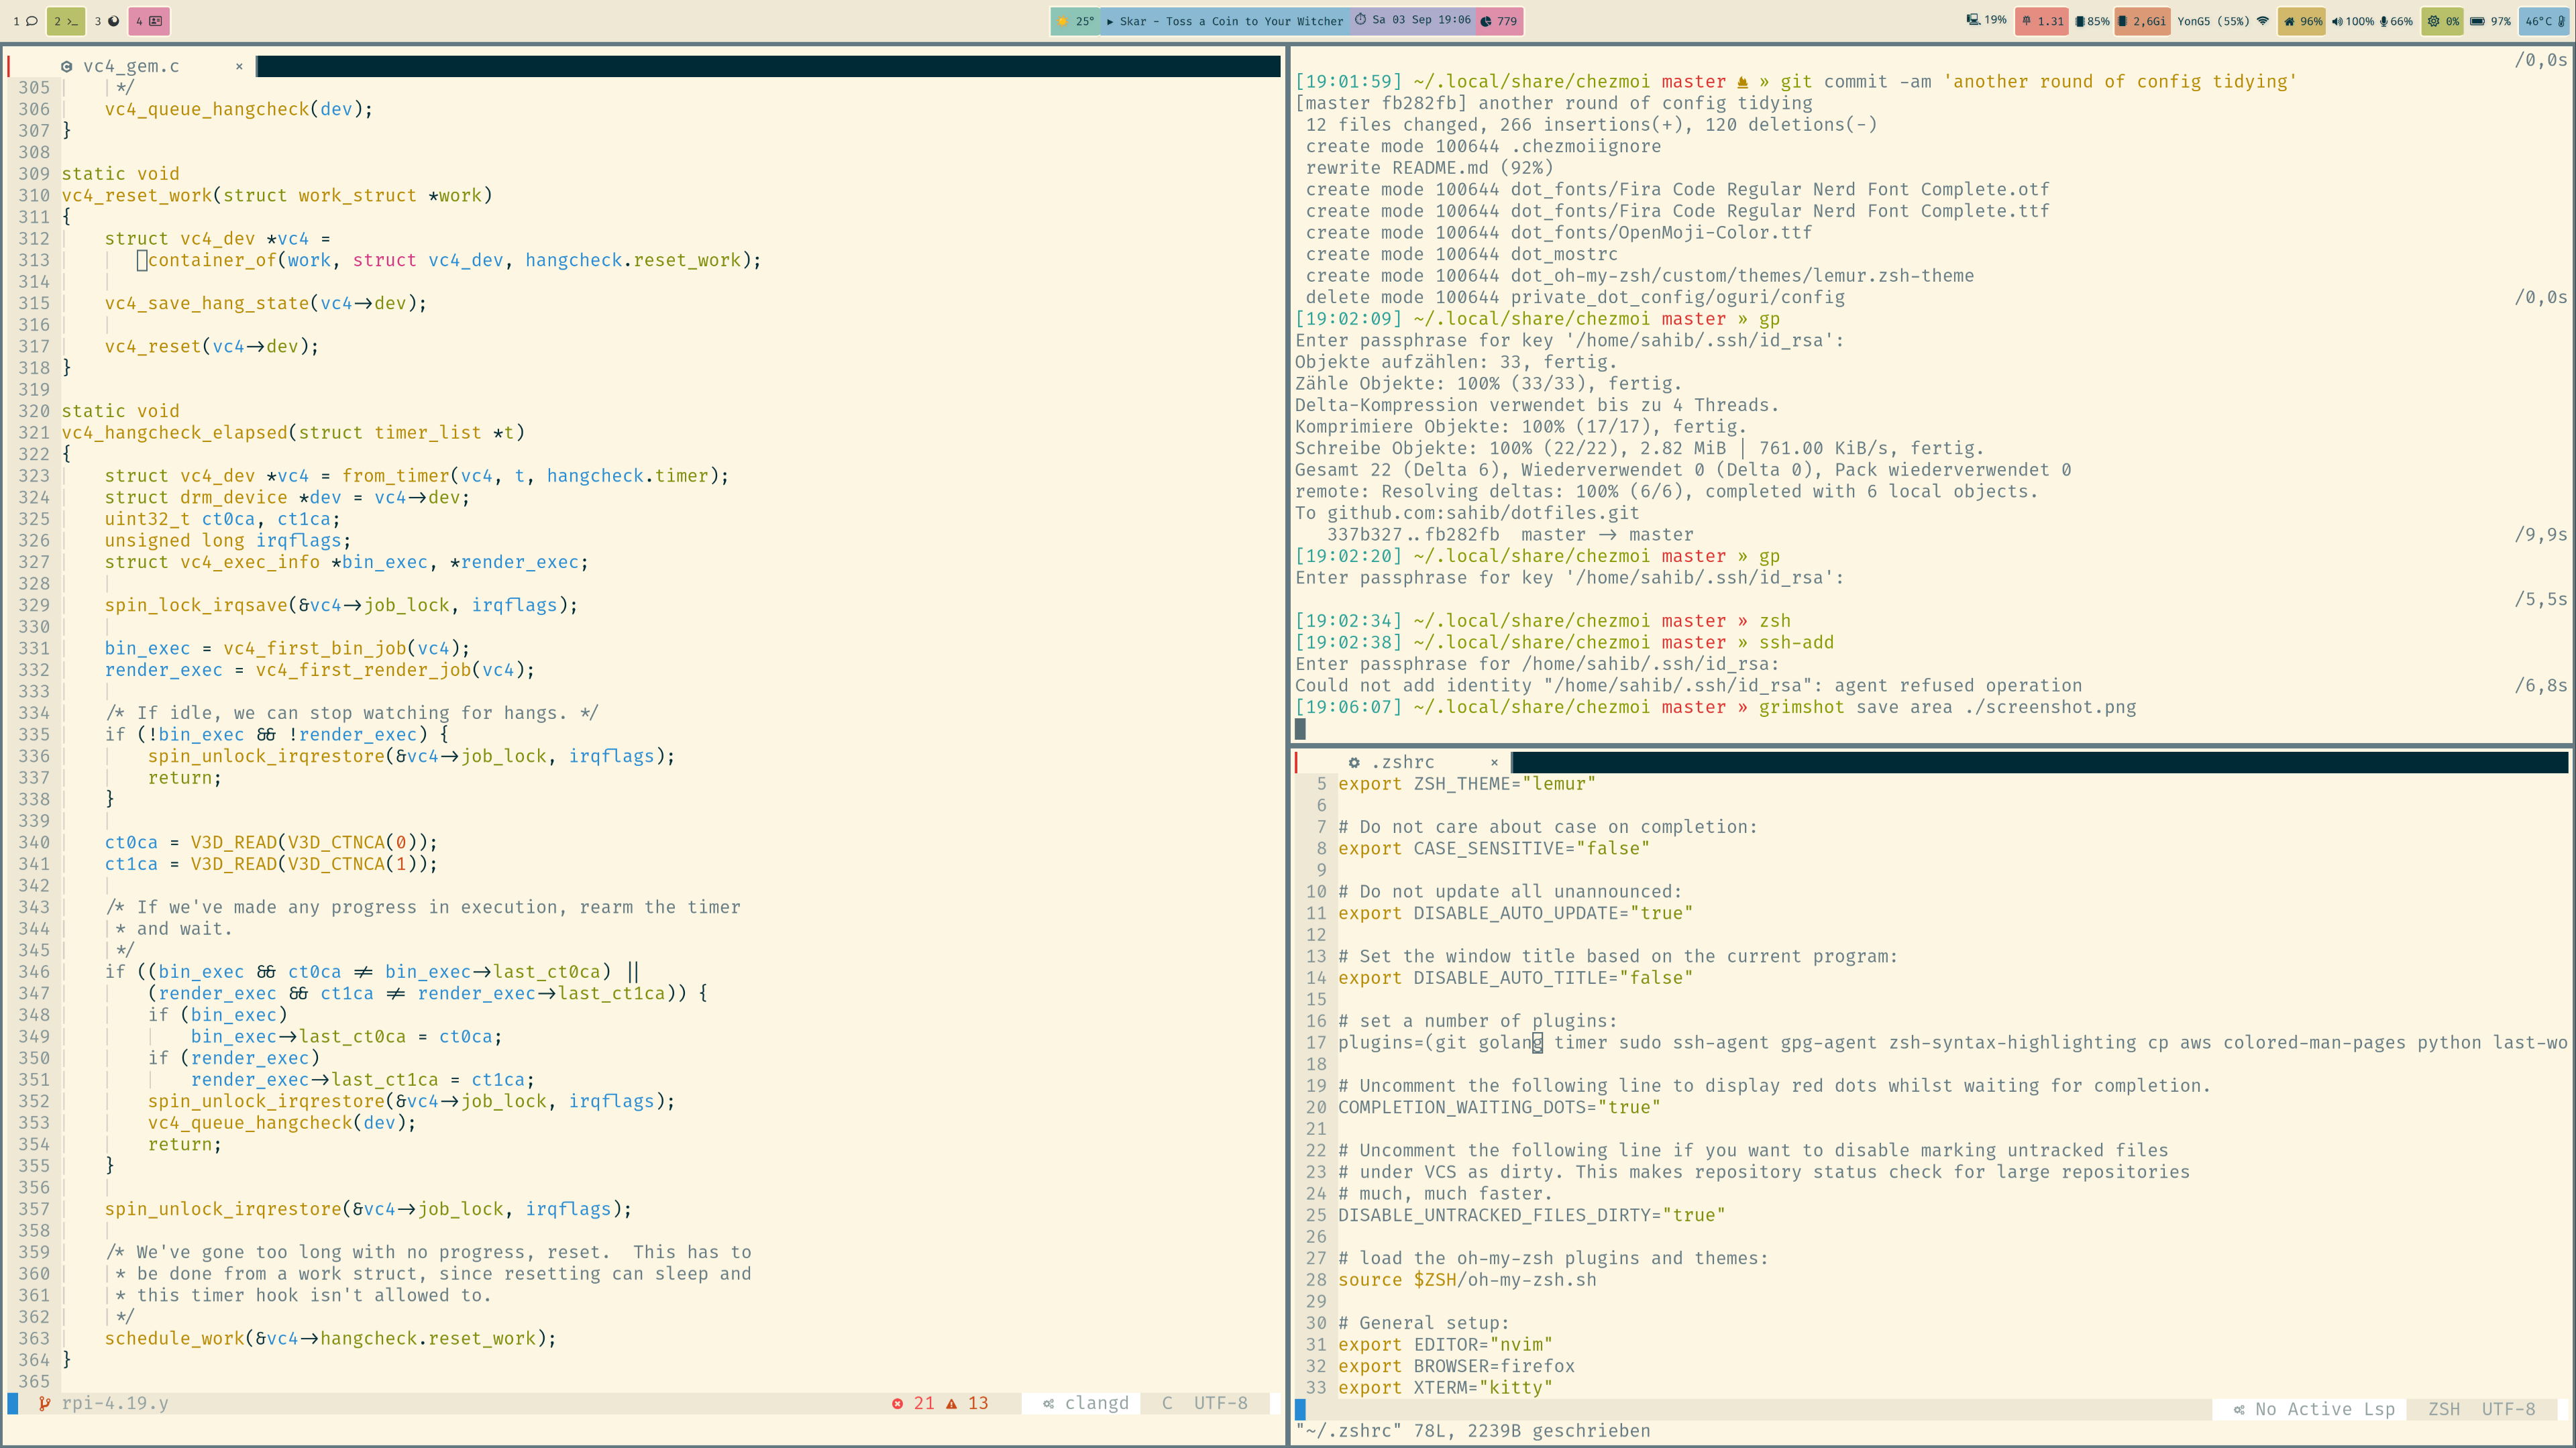 1 2 >_ 3 4
25° ▶ Skar - Toss a Coin to Your Witcher Sa 03 Sep 19:06 779
19% 1.31 85% 2,6Gi YonG5 (55%) 96% 100% 66% 0% 97% 46°C
vc4_gem.c ×
305 */
306 vc4_queue_hangcheck(dev);
307 }
308
309 static void
310 vc4_reset_work(struct work_struct *work)
311 {
312 struct vc4_dev *vc4 =
313 container_of(work, struct vc4_dev, hangcheck.reset_work);
314
315 vc4_save_hang_state(vc4->dev);
316
317 vc4_reset(vc4->dev);
318 }
319
320 static void
321 vc4_hangcheck_elapsed(struct timer_list *t)
322 {
323 struct vc4_dev *vc4 = from_timer(vc4, t, hangcheck.timer);
324 struct drm_device *dev = vc4->dev;
325 uint32_t ct0ca, ct1ca;
326 unsigned long irqflags;
327 struct vc4_exec_info *bin_exec, *render_exec;
328
329 spin_lock_irqsave(&vc4->job_lock, irqflags);
330
331 bin_exec = vc4_first_bin_job(vc4);
332 render_exec = vc4_first_render_job(vc4);
333
334 /* If idle, we can stop watching for hangs. */
335 if (!bin_exec && !render_exec) {
336 spin_unlock_irqrestore(&vc4->job_lock, irqflags);
337 return;
338 }
339
340 ct0ca = V3D_READ(V3D_CTNCA(0));
341 ct1ca = V3D_READ(V3D_CTNCA(1));
342
343 /* If we've made any progress in execution, rearm the timer
344 * and wait.
345 */
346 if ((bin_exec && ct0ca != bin_exec->last_ct0ca) ||
347 (render_exec && ct1ca != render_exec->last_ct1ca)) {
348 if (bin_exec)
349 bin_exec->last_ct0ca = ct0ca;
350 if (render_exec)
351 render_exec->last_ct1ca = ct1ca;
352 spin_unlock_irqrestore(&vc4->job_lock, irqflags);
353 vc4_queue_hangcheck(dev);
354 return;
355 }
356
357 spin_unlock_irqrestore(&vc4->job_lock, irqflags);
358
359 /* We've gone too long with no progress, reset.  This has to
360 * be done from a work struct, since resetting can sleep and
361 * this timer hook isn't allowed to.
362 */
363 schedule_work(&vc4->hangcheck.reset_work);
364 }
365
rpi-4.19.y 21 13 clangd C UTF-8
/0,0s
[19:01:59] ~/.local/share/chezmoi master » git commit -am 'another round of config tidying'
[master fb282fb] another round of config tidying
12 files changed, 266 insertions(+), 120 deletions(-)
create mode 100644 .chezmoiignore
rewrite README.md (92%)
create mode 100644 dot_fonts/Fira Code Regular Nerd Font Complete.otf
create mode 100644 dot_fonts/Fira Code Regular Nerd Font Complete.ttf
create mode 100644 dot_fonts/OpenMoji-Color.ttf
create mode 100644 dot_mostrc
create mode 100644 dot_oh-my-zsh/custom/themes/lemur.zsh-theme
delete mode 100644 private_dot_config/oguri/config /0,0s
[19:02:09] ~/.local/share/chezmoi master » gp
Enter passphrase for key '/home/sahib/.ssh/id_rsa':
Objekte aufzählen: 33, fertig.
Zähle Objekte: 100% (33/33), fertig.
Delta-Kompression verwendet bis zu 4 Threads.
Komprimiere Objekte: 100% (17/17), fertig.
Schreibe Objekte: 100% (22/22), 2.82 MiB | 761.00 KiB/s, fertig.
Gesamt 22 (Delta 6), Wiederverwendet 0 (Delta 0), Pack wiederverwendet 0
remote: Resolving deltas: 100% (6/6), completed with 6 local objects.
To github.com:sahib/dotfiles.git
337b327..fb282fb  master -> master /9,9s
[19:02:20] ~/.local/share/chezmoi master » gp
Enter passphrase for key '/home/sahib/.ssh/id_rsa':
/5,5s
[19:02:34] ~/.local/share/chezmoi master » zsh
[19:02:38] ~/.local/share/chezmoi master » ssh-add
Enter passphrase for /home/sahib/.ssh/id_rsa:
Could not add identity "/home/sahib/.ssh/id_rsa": agent refused operation /6,8s
[19:06:07] ~/.local/share/chezmoi master » grimshot save area ./screenshot.png
.zshrc ×
5 export ZSH_THEME="lemur"
6
7 # Do not care about case on completion:
8 export CASE_SENSITIVE="false"
9
10 # Do not update all unannounced:
11 export DISABLE_AUTO_UPDATE="true"
12
13 # Set the window title based on the current program:
14 export DISABLE_AUTO_TITLE="false"
15
16 # set a number of plugins:
17 plugins=(git golang timer sudo ssh-agent gpg-agent zsh-syntax-highlighting cp aws colored-man-pages python last-wo
18
19 # Uncomment the following line to display red dots whilst waiting for completion.
20 COMPLETION_WAITING_DOTS="true"
21
22 # Uncomment the following line if you want to disable marking untracked files
23 # under VCS as dirty. This makes repository status check for large repositories
24 # much, much faster.
25 DISABLE_UNTRACKED_FILES_DIRTY="true"
26
27 # load the oh-my-zsh plugins and themes:
28 source $ZSH/oh-my-zsh.sh
29
30 # General setup:
31 export EDITOR="nvim"
32 export BROWSER=firefox
33 export XTERM="kitty"
No Active Lsp ZSH UTF-8
"~/.zshrc" 78L, 2239B geschrieben